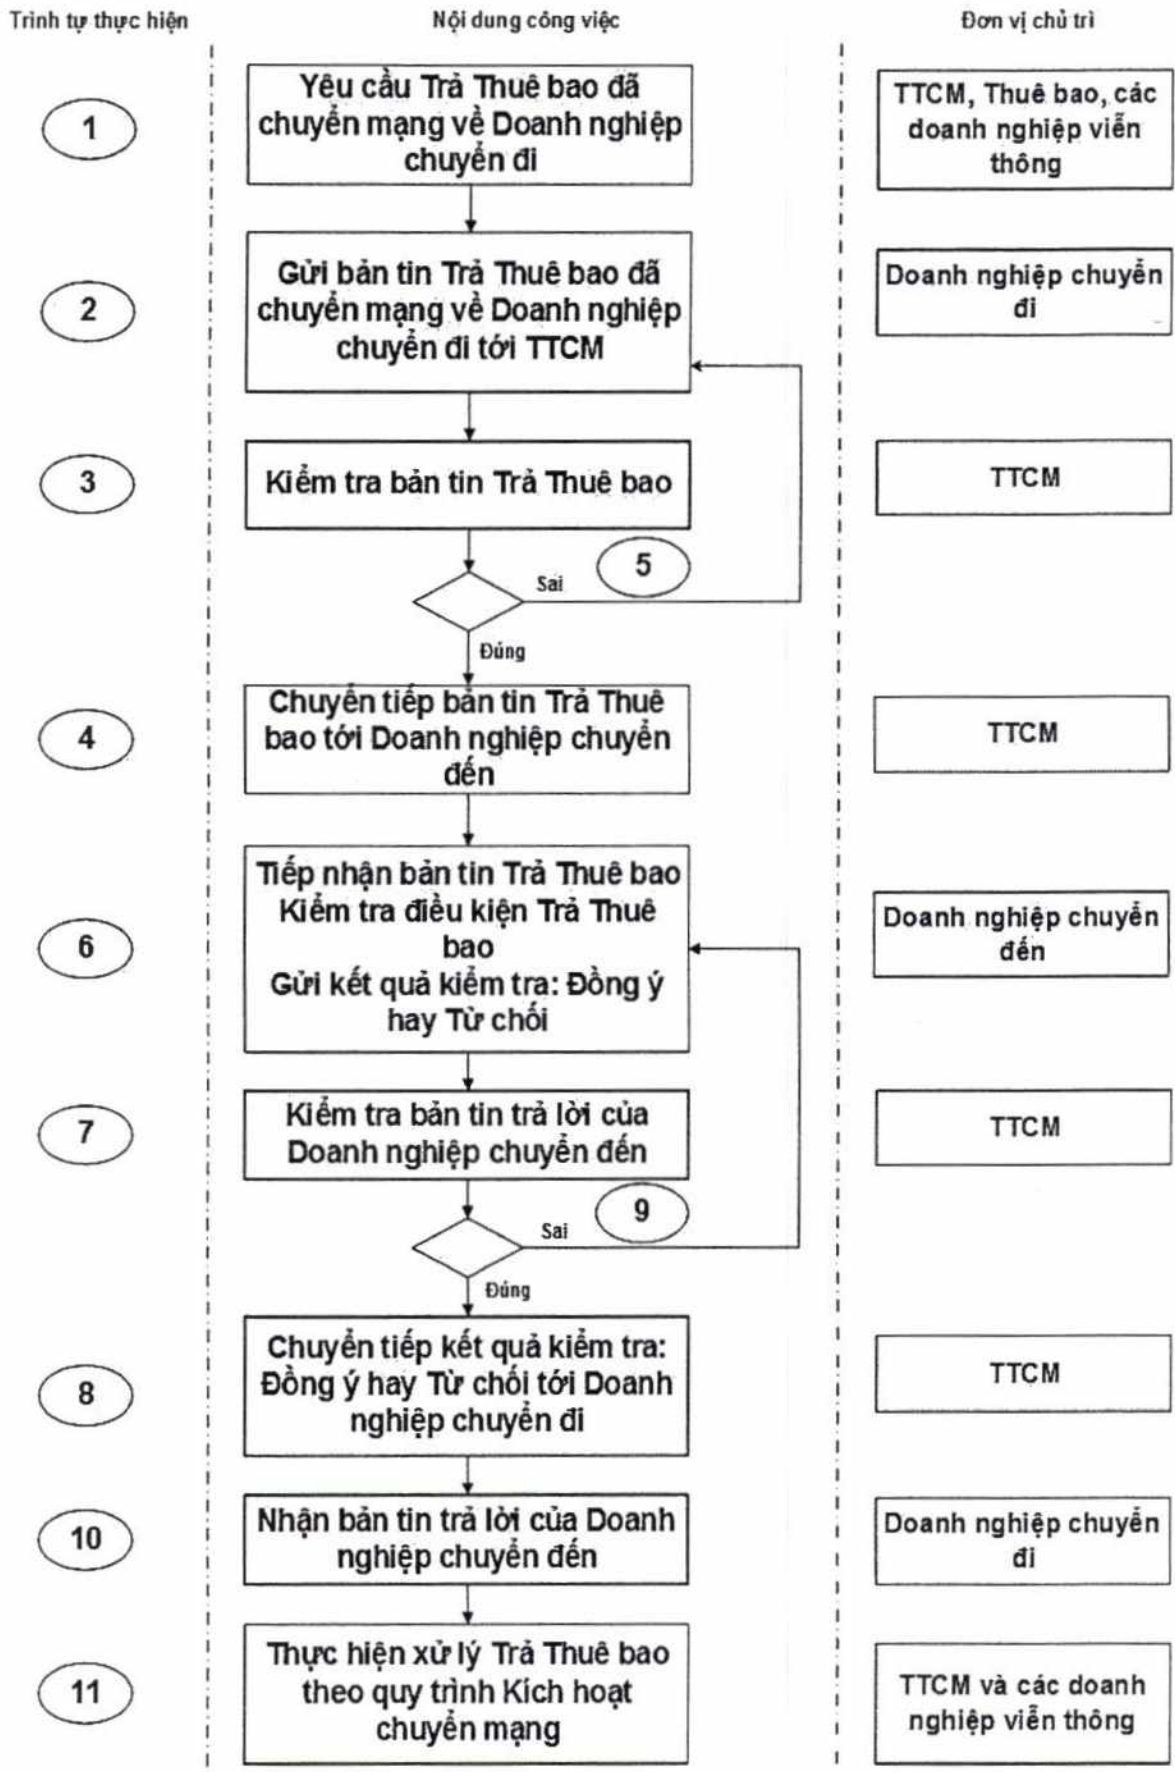 Trình tự thực hiện
Nội dung công việc
Đơn vị chủ trì
1
Yêu cầu Trả Thuê bao đã
chuyển mạng về Doanh nghiệp
chuyển đi
TTCM, Thuê bao, các
doanh nghiệp viễn
thông
2
Gửi bản tin Trả Thuê bao đã
chuyển mạng về Doanh nghiệp
chuyển đi tới TTCM
Doanh nghiệp chuyển
đi
3
Kiểm tra bản tin Trả Thuê bao
TTCM
5
Sai
Đúng
4
Chuyển tiếp bản tin Trả Thuê
bao tới Doanh nghiệp chuyển
đến
TTCM
6
Tiếp nhận bản tin Trả Thuê bao
Kiểm tra điều kiện Trả Thuê
bao
Gửi kết quả kiểm tra: Đồng ý
hay Từ chối
Doanh nghiệp chuyển
đến
7
Kiểm tra bản tin trả lời của
Doanh nghiệp chuyển đến
TTCM
9
Sai
Đúng
8
Chuyển tiếp kết quả kiểm tra:
Đồng ý hay Từ chối tới Doanh
nghiệp chuyển đi
TTCM
10
Nhận bản tin trả lời của Doanh
nghiệp chuyển đến
Doanh nghiệp chuyển
đi
11
Thực hiện xử lý Trả Thuê bao
theo quy trình Kích hoạt
chuyển mạng
TTCM và các doanh
nghiệp viễn thông